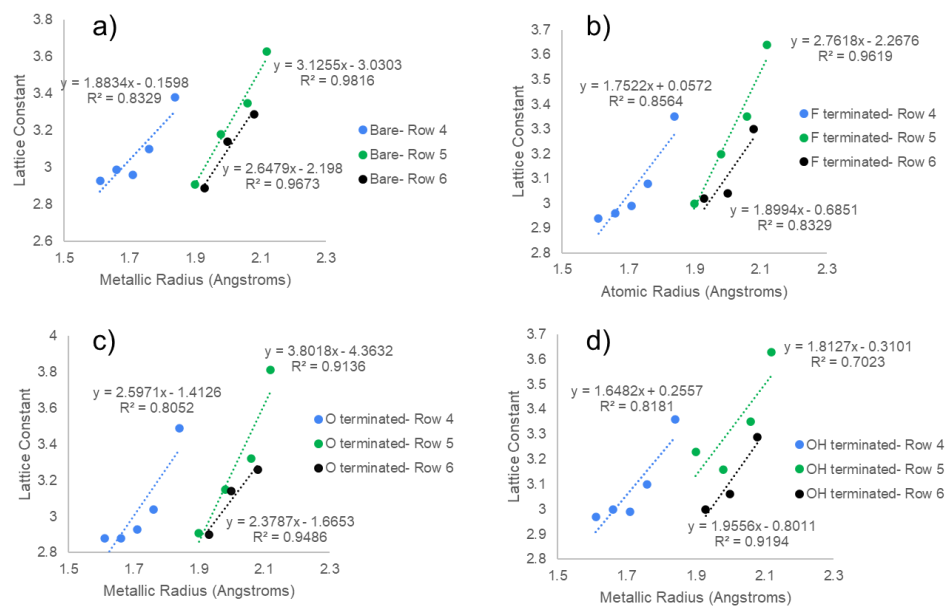 a)
3.8
3.6
3.4
3.2
3
2.8
2.6
Lattice Constant
1.5
1.7
1.9
2.1
2.3
Metallic Radius (Angstroms)
y = 1.8834x - 0.1598
R² = 0.8329
y = 3.1255x - 3.0303
R² = 0.9816
y = 2.6479x - 2.198
R² = 0.9673
Bare- Row 4
Bare- Row 5
Bare- Row 6
b)
3.7
3.6
3.5
3.4
3.3
3.2
3.1
3
2.9
2.8
Lattice Constant
1.5
1.7
1.9
2.1
2.3
Atomic Radius (Angstroms)
y = 1.7522x + 0.0572
R² = 0.8564
y = 2.7618x - 2.2676
R² = 0.9619
y = 1.8994x - 0.6851
R² = 0.8329
F terminated- Row 4
F terminated- Row 5
F terminated- Row 6
c)
4
3.8
3.6
3.4
3.2
3
2.8
Lattice Constant
1.5
1.7
1.9
2.1
2.3
Metallic Radius (Angstroms)
y = 2.5971x - 1.4126
R² = 0.8052
y = 3.8018x - 4.3632
R² = 0.9136
y = 2.3787x - 1.6653
R² = 0.9486
O terminated- Row 4
O terminated- Row 5
O terminated- Row 6
d)
3.7
3.6
3.5
3.4
3.3
3.2
3.1
3
2.9
2.8
Lattice Constant
1.5
1.7
1.9
2.1
2.3
Metallic Radius (Angstroms)
y = 1.6482x + 0.2557
R² = 0.8181
y = 1.8127x - 0.3101
R² = 0.7023
y = 1.9556x - 0.8011
R² = 0.9194
OH terminated- Row 4
OH terminated- Row 5
OH terminated- Row 6